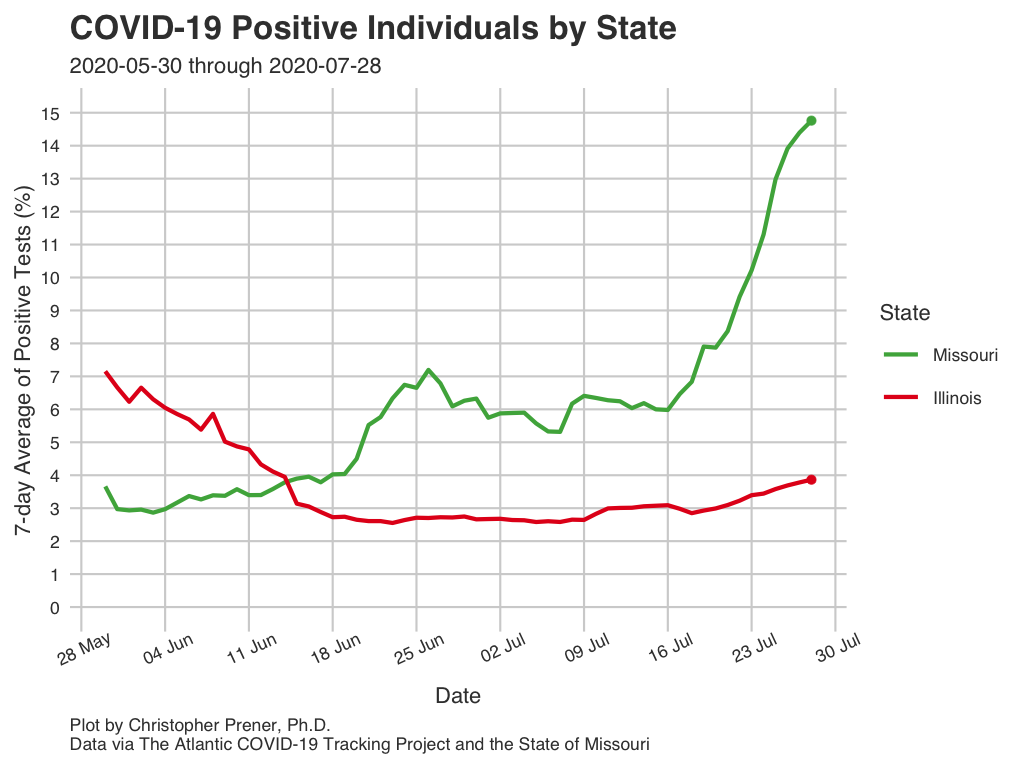 COVID-19 Positive Individuals by State
2020-05-30 through 2020-07-28
7-day Average of Positive Tests (%)
15
14
13
12
11
10
9
8
7
6
5
4
3
2
1
0
28 May
04 Jun
11 Jun
18 Jun
25 Jun
02 Jul
09 Jul
16 Jul
23 Jul
30 Jul
Date
State
Missouri
Illinois
Plot by Christopher Prener, Ph.D.
Data via The Atlantic COVID-19 Tracking Project and the State of Missouri